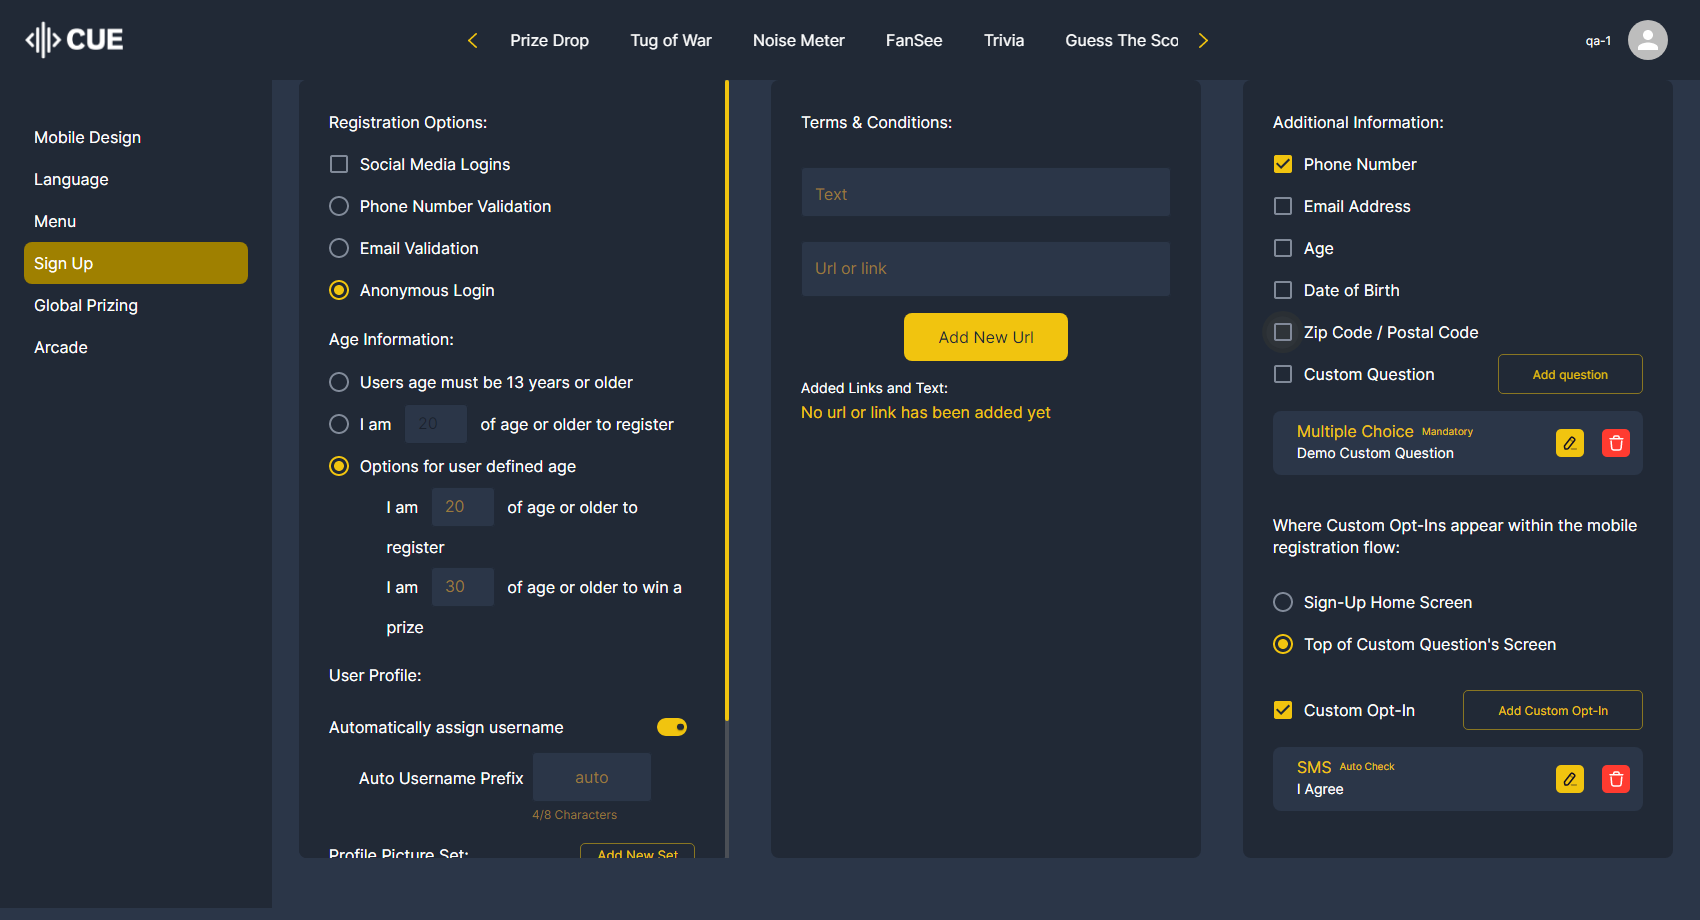 CUE
Prize Drop
Tug of War
Noise Meter
FanSee
Trivia
Guess The Sco
qa-1
Mobile Design
Language
Menu
Sign Up
Global Prizing
Arcade
Registration Options:
Social Media Logins
Phone Number Validation
Email Validation
Anonymous Login
Age Information:
Users age must be 13 years or older
I am 20 of age or older to register
Options for user defined age
I am 20 of age or older to
register
I am 30 of age or older to win a
prize
User Profile:
Automatically assign username
Auto Username Prefix auto
4/8 Characters
Profile Picture Set: Add New Set
Terms & Conditions:
Text
Url or link
Add New Url
Added Links and Text:
No url or link has been added yet
Additional Information:
Phone Number
Email Address
Age
Date of Birth
Zip Code / Postal Code
Custom Question Add question
Multiple Choice Mandatory
Demo Custom Question
Where Custom Opt-Ins appear within the mobile
registration flow:
Sign-Up Home Screen
Top of Custom Question's Screen
Custom Opt-In Add Custom Opt-In
SMS Auto Check
I Agree